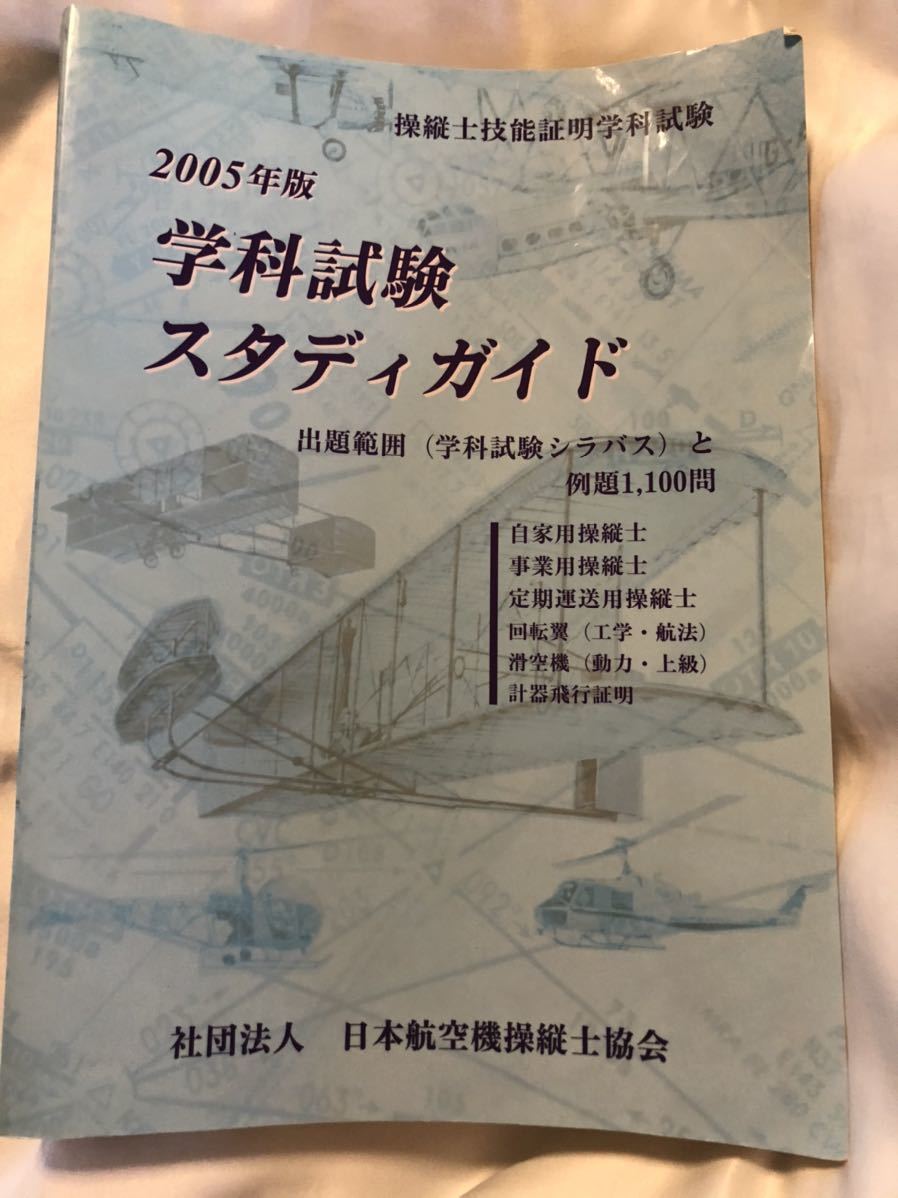 操縦士技能証明学科試験
2005年版
学科試験
スタディガイド
出題範囲（学科試験シラバス）と
例題1,100問
自家用操縦士
事業用操縦士
定期運送用操縦士
回転翼（工学・航法）
滑空機（動力・上級）
計器飛行証明
社団法人　日本航空機操縦士協会